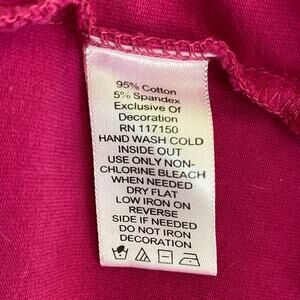 95% Cotton
5% Spandex
Exclusive Of
Decoration
RN 117150
HAND WASH COLD
INSIDE OUT
USE ONLY NON-
CHLORINE BLEACH
WHEN NEEDED
DRY FLAT
LOW IRON ON
REVERSE
SIDE IF NEEDED
DO NOT IRON
DECORATION